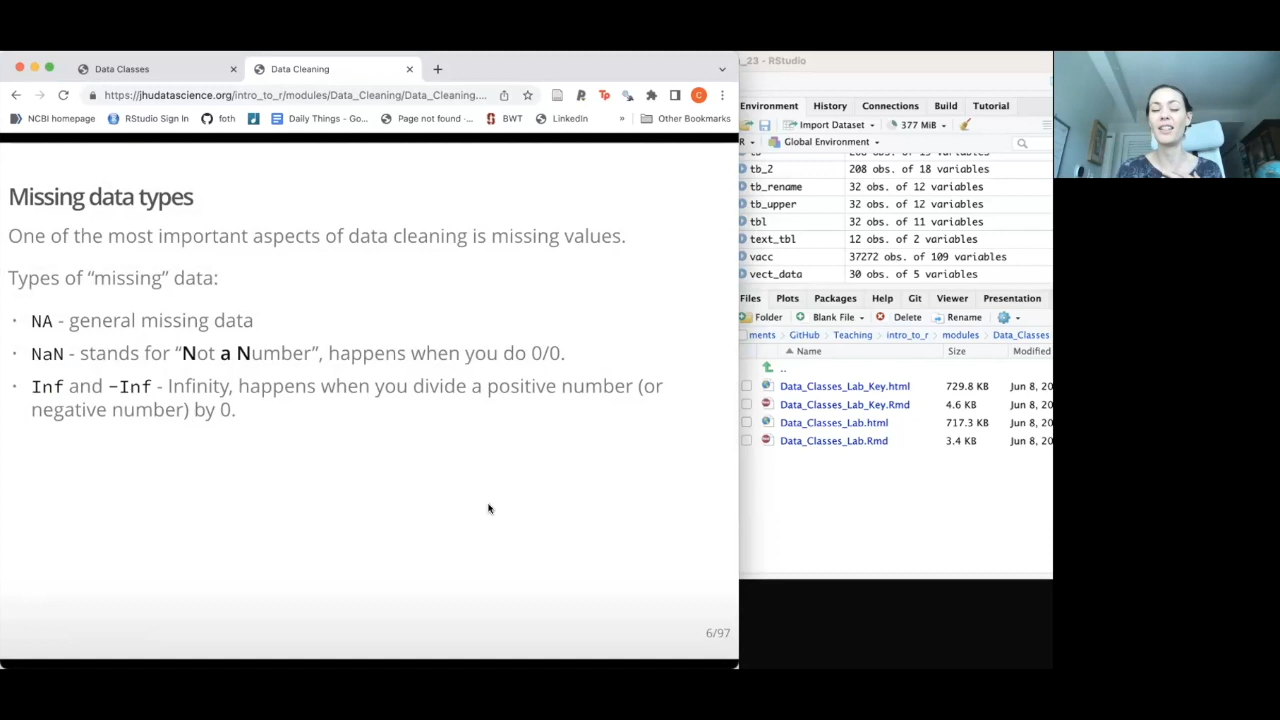 Data Classes
Data Cleaning
https://jhudatascience.org/intro_to_r/modules/Data_Cleaning/Data_Cleaning....
NCBI homepage
RStudio Sign In
foth
Daily Things - Go...
Page not found ·...
BWT
LinkedIn
»
Other Bookmarks
Missing data types
One of the most important aspects of data cleaning is missing values.
Types of “missing” data:
· NA - general missing data
· NaN - stands for “Not a Number”, happens when you do 0/0.
· Inf and -Inf - Infinity, happens when you divide a positive number (or
negative number) by 0.
6/97
_23 - RStudio
Environment History Connections Build Tutorial
Import Dataset 377 MiB
R Global Environment
tb_2 208 obs. of 18 variables
tb_rename 32 obs. of 12 variables
tb_upper 32 obs. of 12 variables
tbl 32 obs. of 11 variables
text_tbl 12 obs. of 2 variables
vacc 37272 obs. of 109 variables
vect_data 30 obs. of 5 variables
Files Plots Packages Help Git Viewer Presentation
Folder Blank File Delete Rename
ments GitHub Teaching intro_to_r modules Data_Classes
Name Size Modified
..
Data_Classes_Lab_Key.html 729.8 KB Jun 8, 20
Data_Classes_Lab_Key.Rmd 4.6 KB Jun 8, 20
Data_Classes_Lab.html 717.3 KB Jun 8, 20
Data_Classes_Lab.Rmd 3.4 KB Jun 8, 20